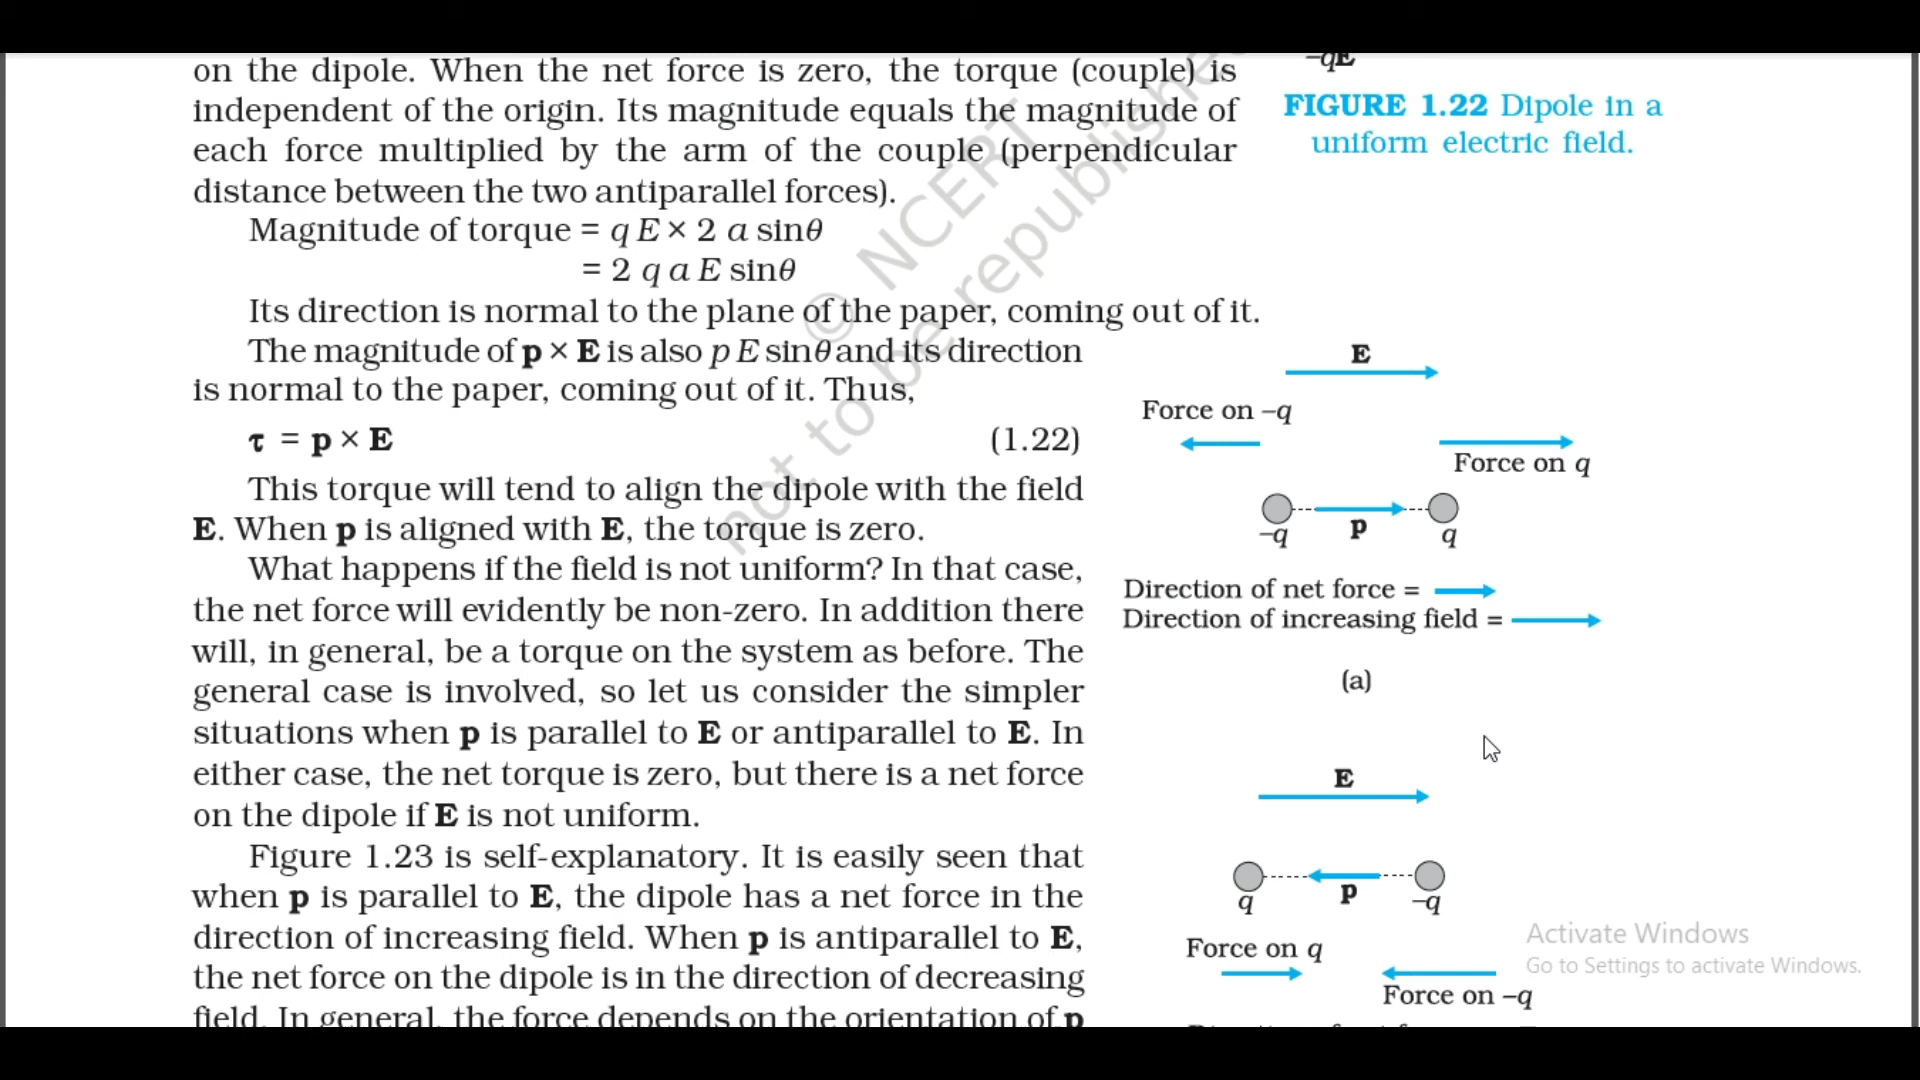 on the dipole. When the net force is zero, the torque (couple) is
independent of the origin. Its magnitude equals the magnitude of
each force multiplied by the arm of the couple (perpendicular
distance between the two antiparallel forces).
Magnitude of torque = q E × 2 a sinθ
= 2 q a E sinθ
Its direction is normal to the plane of the paper, coming out of it.
The magnitude of p × E is also p E sinθ and its direction
is normal to the paper, coming out of it. Thus,
τ = p × E (1.22)
This torque will tend to align the dipole with the field
E. When p is aligned with E, the torque is zero.
What happens if the field is not uniform? In that case,
the net force will evidently be non-zero. In addition there
will, in general, be a torque on the system as before. The
general case is involved, so let us consider the simpler
situations when p is parallel to E or antiparallel to E. In
either case, the net torque is zero, but there is a net force
on the dipole if E is not uniform.
Figure 1.23 is self-explanatory. It is easily seen that
when p is parallel to E, the dipole has a net force in the
direction of increasing field. When p is antiparallel to E,
the net force on the dipole is in the direction of decreasing
field. In general, the force depends on the orientation of p
–qE
FIGURE 1.22 Dipole in a
uniform electric field.
E
Force on –q
Force on q
–q p q
Direction of net force =
Direction of increasing field =
(a)
E
q p –q
Force on q
Force on –q
© NCERT
not to be republished
Activate Windows
Go to Settings to activate Windows.